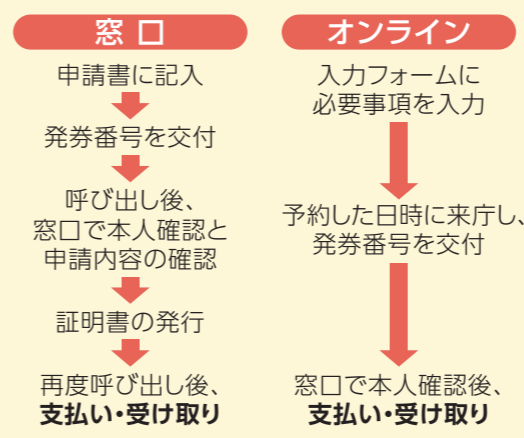 窓口
申請書に記入
発券番号を交付
呼び出し後、
窓口で本人確認と
申請内容の確認
証明書の発行
再度呼び出し後、
支払い・受け取り
オンライン
入力フォームに
必要事項を入力
予約した日時に来庁し、
発券番号を交付
窓口で本人確認後、
支払い・受け取り